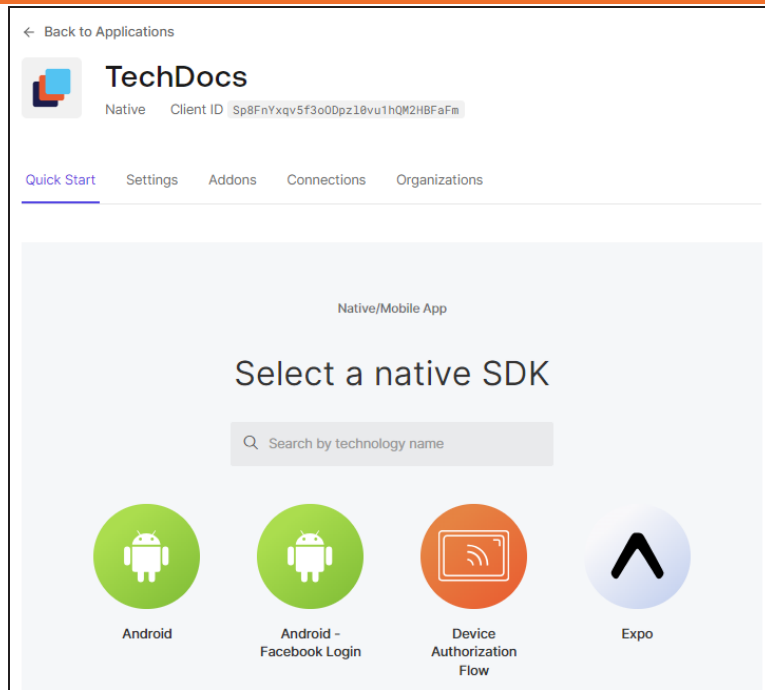 ← Back to Applications
TechDocs
Native Client ID Sp8FnYxqv5f3oODpzl0vu1hQM2HBFaFm
Quick Start Settings Addons Connections Organizations
Native/Mobile App
Select a native SDK
Search by technology name
Android
Android -
Facebook Login
Device
Authorization
Flow
Expo